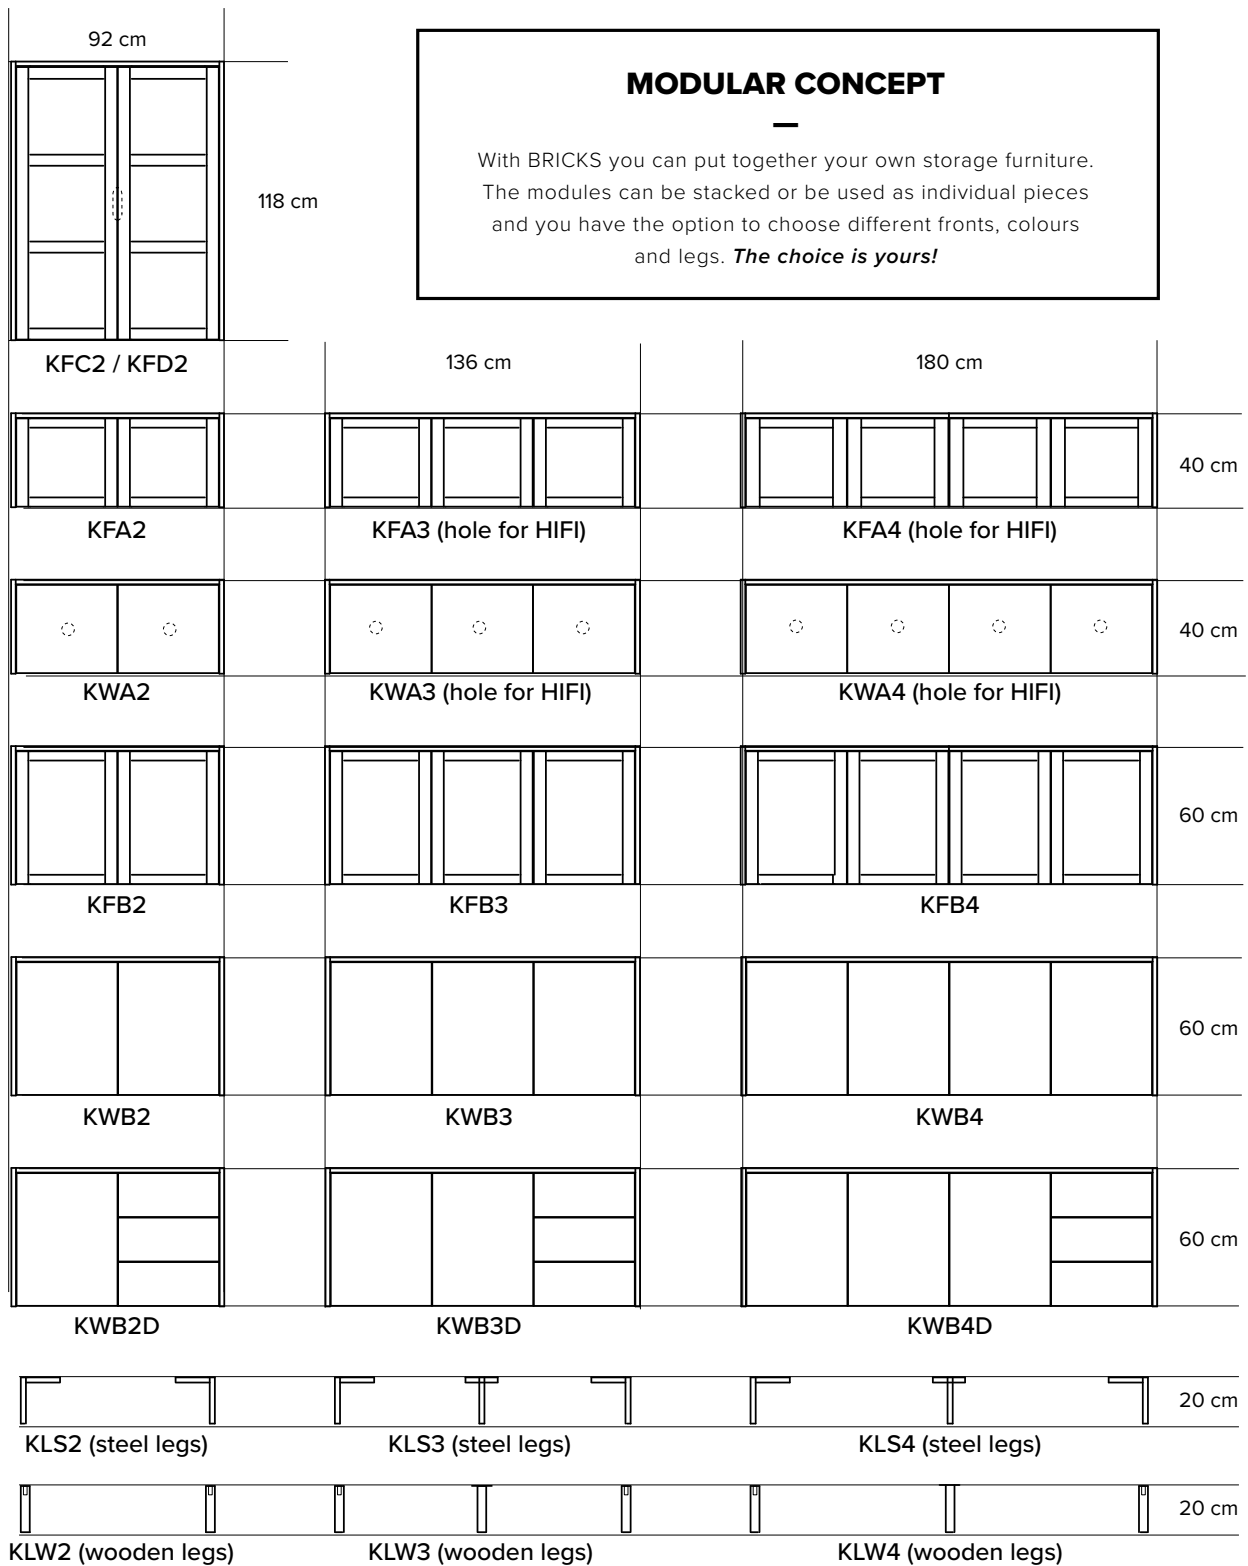 92 cm
MODULAR CONCEPT
With BRICKS you can put together your own storage furniture.
The modules can be stacked or be used as individual pieces
and you have the option to choose different fronts, colours
and legs. The choice is yours!
118 cm
KFC2 / KFD2
136 cm
180 cm
40 cm
KFA2
KFA3 (hole for HIFI)
KFA4 (hole for HIFI)
40 cm
KWA2
KWA3 (hole for HIFI)
KWA4 (hole for HIFI)
60 cm
KFB2
KFB3
KFB4
60 cm
KWB2
KWB3
KWB4
60 cm
KWB2D
KWB3D
KWB4D
20 cm
KLS2 (steel legs)
KLS3 (steel legs)
KLS4 (steel legs)
20 cm
KLW2 (wooden legs)
KLW3 (wooden legs)
KLW4 (wooden legs)